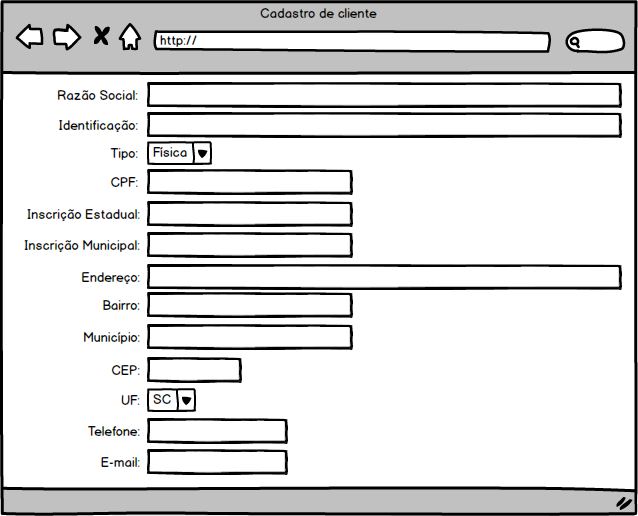 Cadastro de cliente
http://
Razão Social:
Identificação:
Tipo: Física
CPF:
Inscrição Estadual:
Inscrição Municipal:
Endereço:
Bairro:
Município:
CEP:
UF: SC
Telefone:
E-mail: